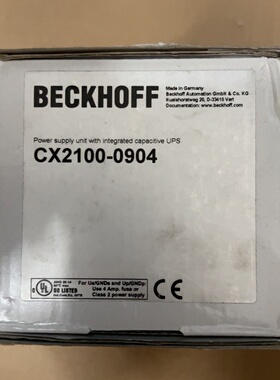 BECKHOFF
Made in Germany
Beckhoff Automation GmbH & Co. KG
20, D-33415 Verl
Documentation: www.beckhoff.com
Power supply unit with integrated capacitive UPS
CX2100-0904
UL
US LISTED
For Us/GNDs and Up/GNDp:
Use 4 Amp. fuse or
Class 2 power supply
CE